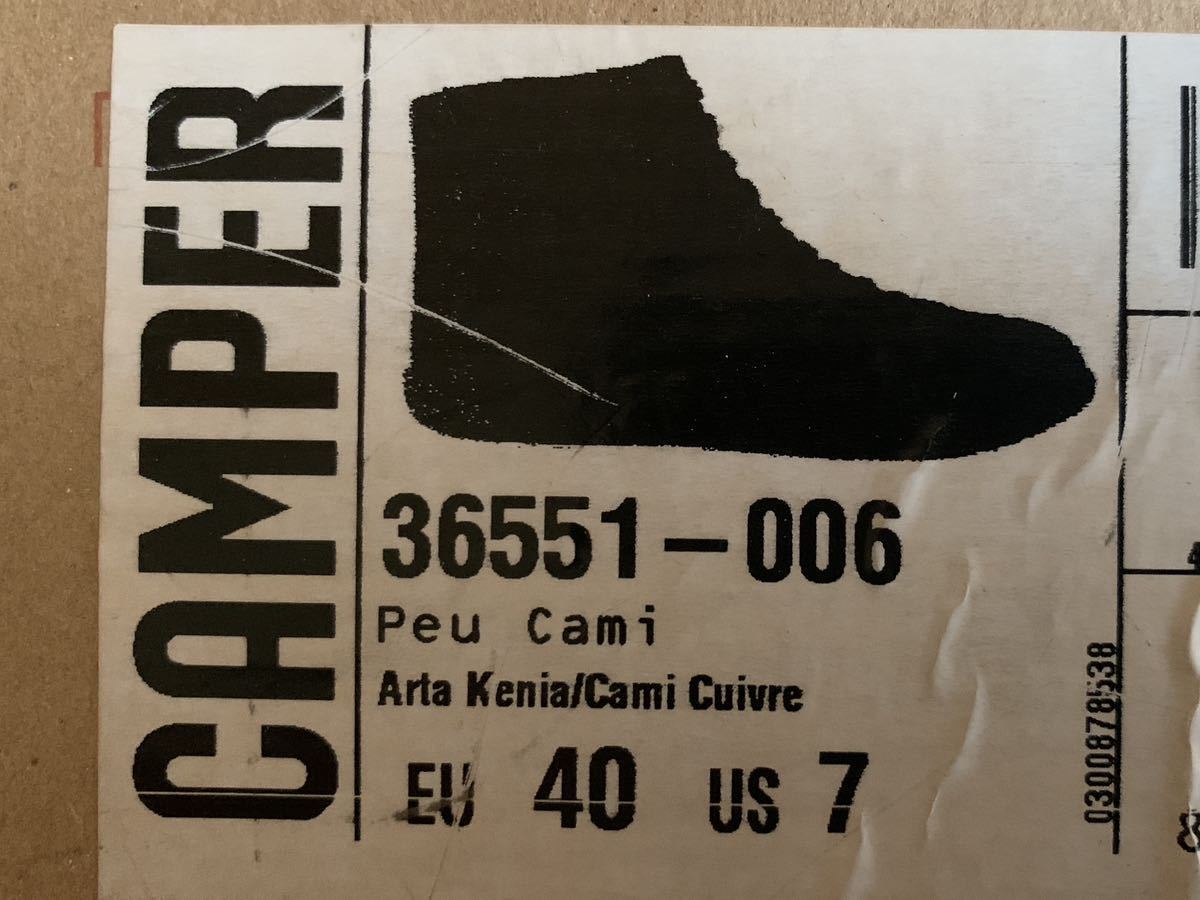 CAMPER
36551-006
Peu Cami
Arta Kenia/Cami Cuivre
EU 40 US 7
0300878538